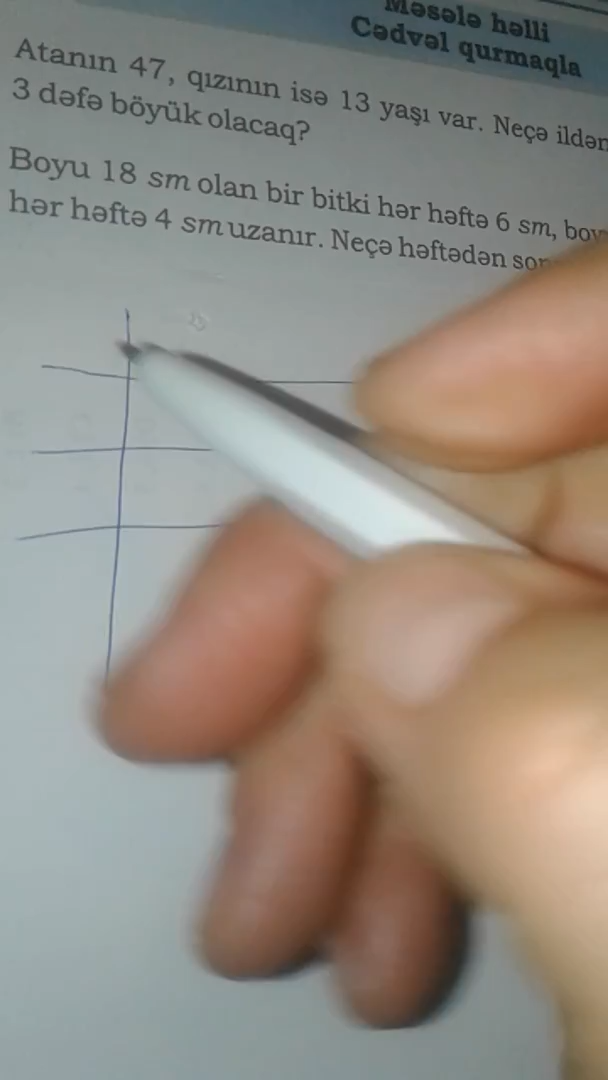 Məsələ həlli
Cədvəl qurmaqla
Atanın 47, qızının isə 13 yaşı var. Neçə ildən
3 dəfə böyük olacaq?
Boyu 18 sm olan bir bitki hər həftə 6 sm,
hər həftə 4 sm uzanır. Neçə həftədən